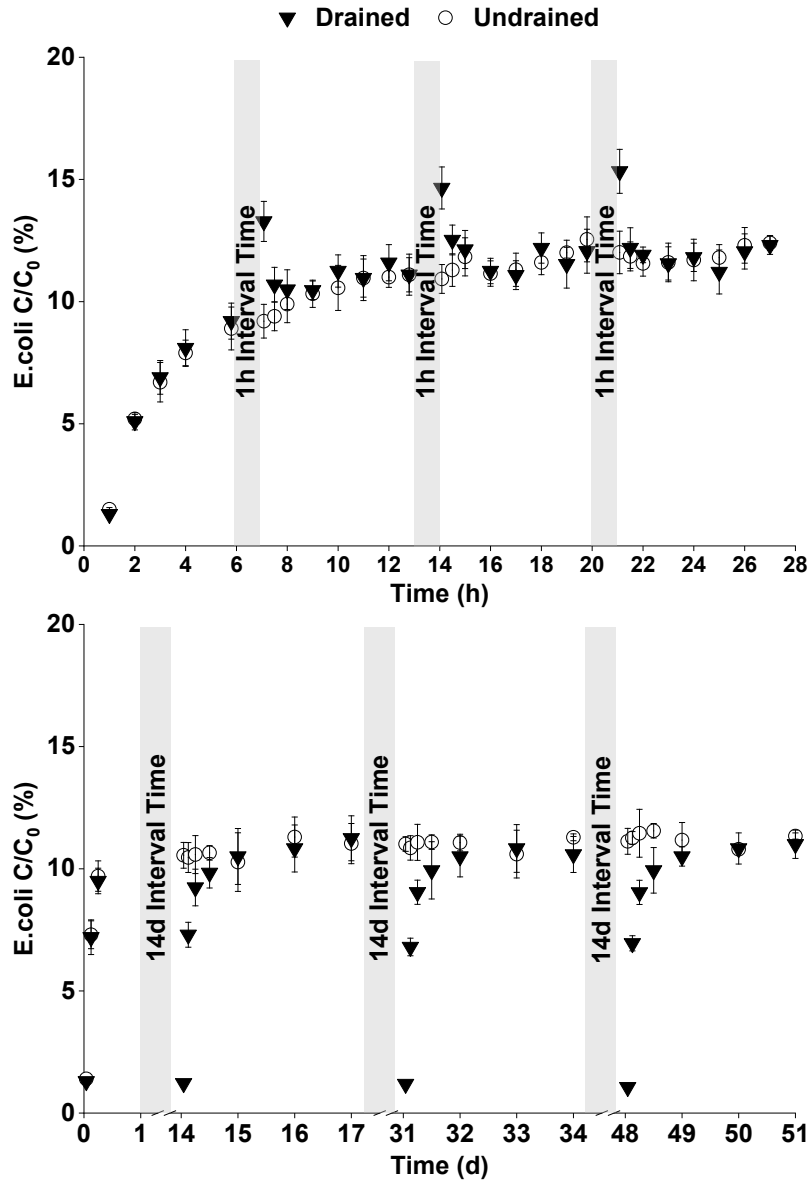 Drained Undrained
20
15
10
5
0
E.coli C/C₀ (%)
1h Interval Time
1h Interval Time
1h Interval Time
0 2 4 6 8 10 12 14 16 18 20 22 24 26 28
Time (h)
20
15
10
5
0
E.coli C/C₀ (%)
14d Interval Time
14d Interval Time
14d Interval Time
0 1 14 15 16 17 31 32 33 34 48 49 50 51
Time (d)